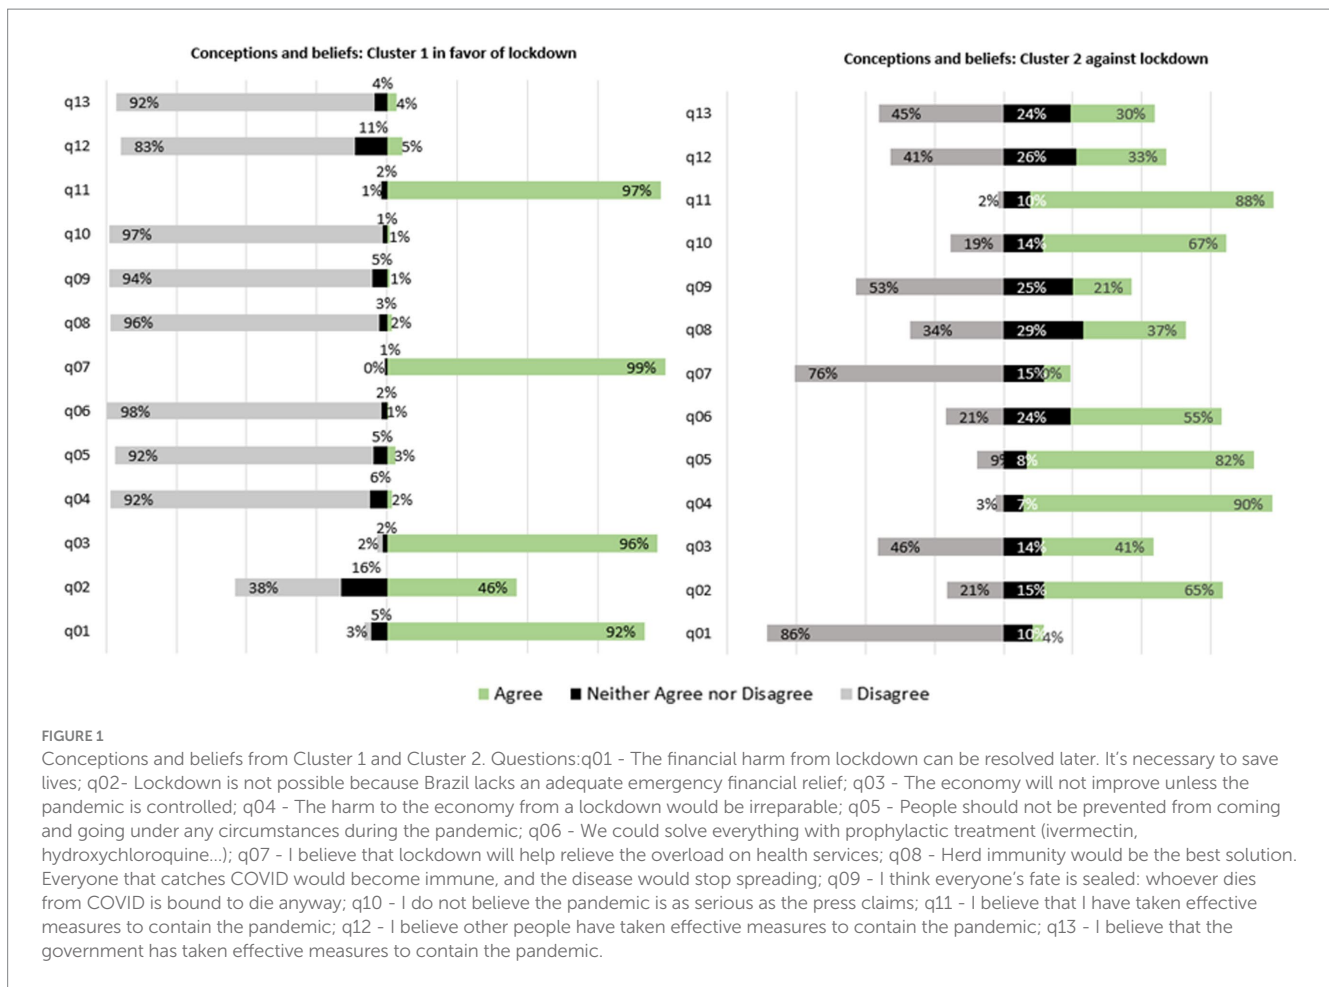 Conceptions and beliefs: Cluster 1 in favor of lockdown
4%
q13 92% 4%
11%
q12 83% 5%
2%
q11 1% 97%
1%
q10 97% 1%
5%
q09 94% 1%
3%
q08 96% 2%
1%
q07 0% 99%
2%
q06 98% 1%
5%
q05 92% 3%
6%
q04 92% 2%
2%
q03 2% 96%
16%
q02 38% 46%
5%
q01 3% 92%
Conceptions and beliefs: Cluster 2 against lockdown
q13 45% 24% 30%
q12 41% 26% 33%
q11 2% 10% 88%
q10 19% 14% 67%
q09 53% 25% 21%
q08 34% 29% 37%
q07 76% 15% 0%
q06 21% 24% 55%
q05 9% 8% 82%
q04 3% 7% 90%
q03 46% 14% 41%
q02 21% 15% 65%
q01 86% 10% 4%
Agree Neither Agree nor Disagree Disagree
FIGURE 1
Conceptions and beliefs from Cluster 1 and Cluster 2. Questions:q01 - The financial harm from lockdown can be resolved later. It's necessary to save
lives; q02- Lockdown is not possible because Brazil lacks an adequate emergency financial relief; q03 - The economy will not improve unless the
pandemic is controlled; q04 - The harm to the economy from a lockdown would be irreparable; q05 - People should not be prevented from coming
and going under any circumstances during the pandemic; q06 - We could solve everything with prophylactic treatment (ivermectin,
hydroxychloroquine...); q07 - I believe that lockdown will help relieve the overload on health services; q08 - Herd immunity would be the best solution.
Everyone that catches COVID would become immune, and the disease would stop spreading; q09 - I think everyone's fate is sealed: whoever dies
from COVID is bound to die anyway; q10 - I do not believe the pandemic is as serious as the press claims; q11 - I believe that I have taken effective
measures to contain the pandemic; q12 - I believe other people have taken effective measures to contain the pandemic; q13 - I believe that the
government has taken effective measures to contain the pandemic.